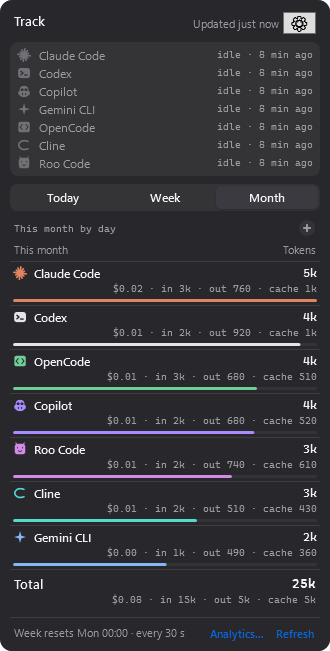 Track
Updated just now
Claude Code idle · 8 min ago
Codex idle · 8 min ago
Copilot idle · 8 min ago
Gemini CLI idle · 8 min ago
OpenCode idle · 8 min ago
Cline idle · 8 min ago
Roo Code idle · 8 min ago
Today Week Month
This month by day +
This month Tokens
Claude Code 5k
$0.02 · in 3k · out 760 · cache 1k
Codex 4k
$0.01 · in 2k · out 920 · cache 1k
OpenCode 4k
$0.01 · in 3k · out 680 · cache 510
Copilot 4k
$0.01 · in 2k · out 680 · cache 520
Roo Code 3k
$0.01 · in 2k · out 740 · cache 610
Cline 3k
$0.01 · in 2k · out 510 · cache 430
Gemini CLI 2k
$0.00 · in 1k · out 490 · cache 360
Total 25k
$0.08 · in 15k · out 5k · cache 5k
Week resets Mon 00:00 · every 30 s Analytics... Refresh